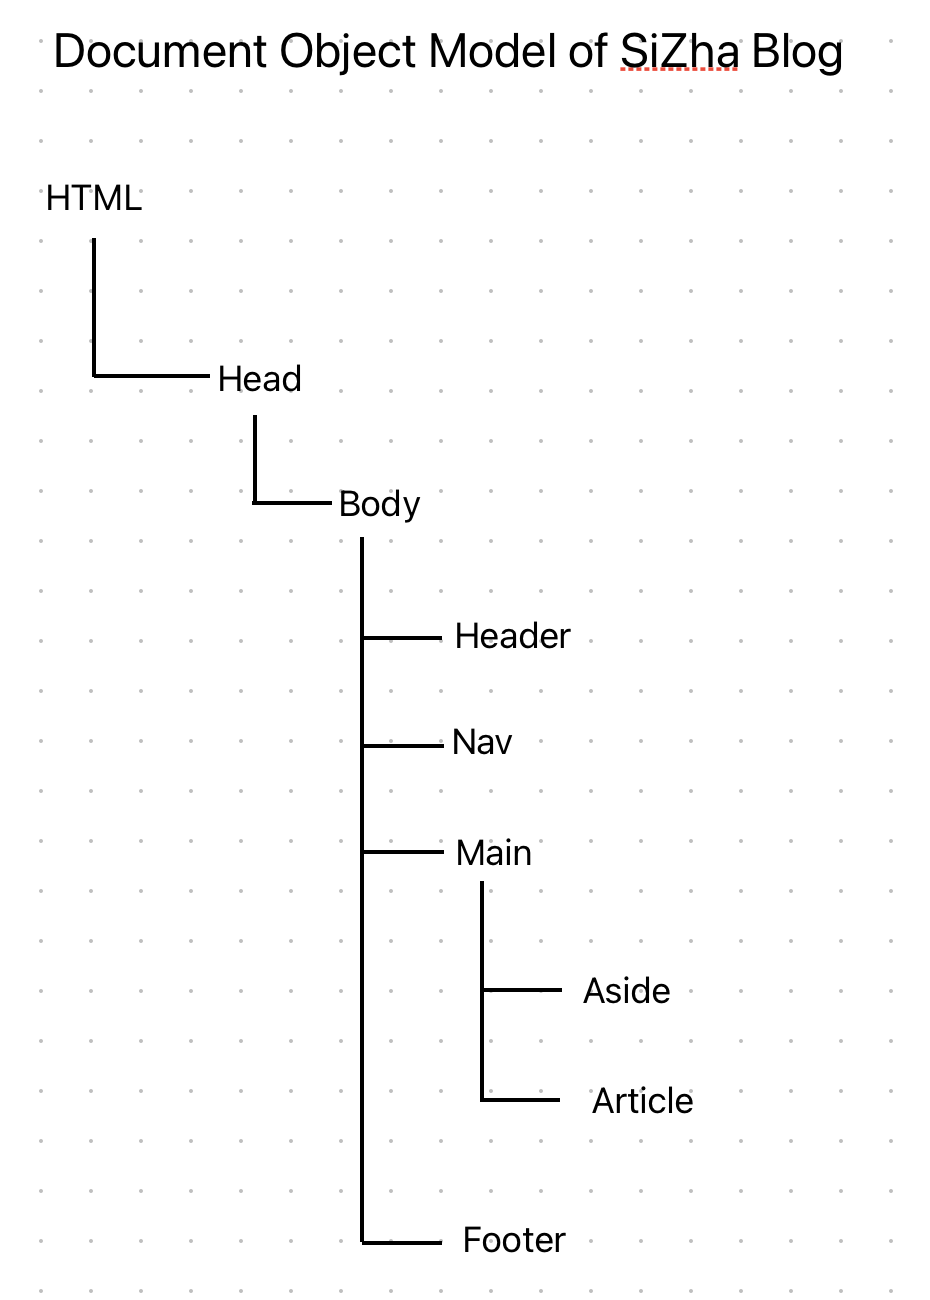 Document Object Model of SiZha Blog
HTML
Head
Body
Header
Nav
Main
Aside
Article
Footer